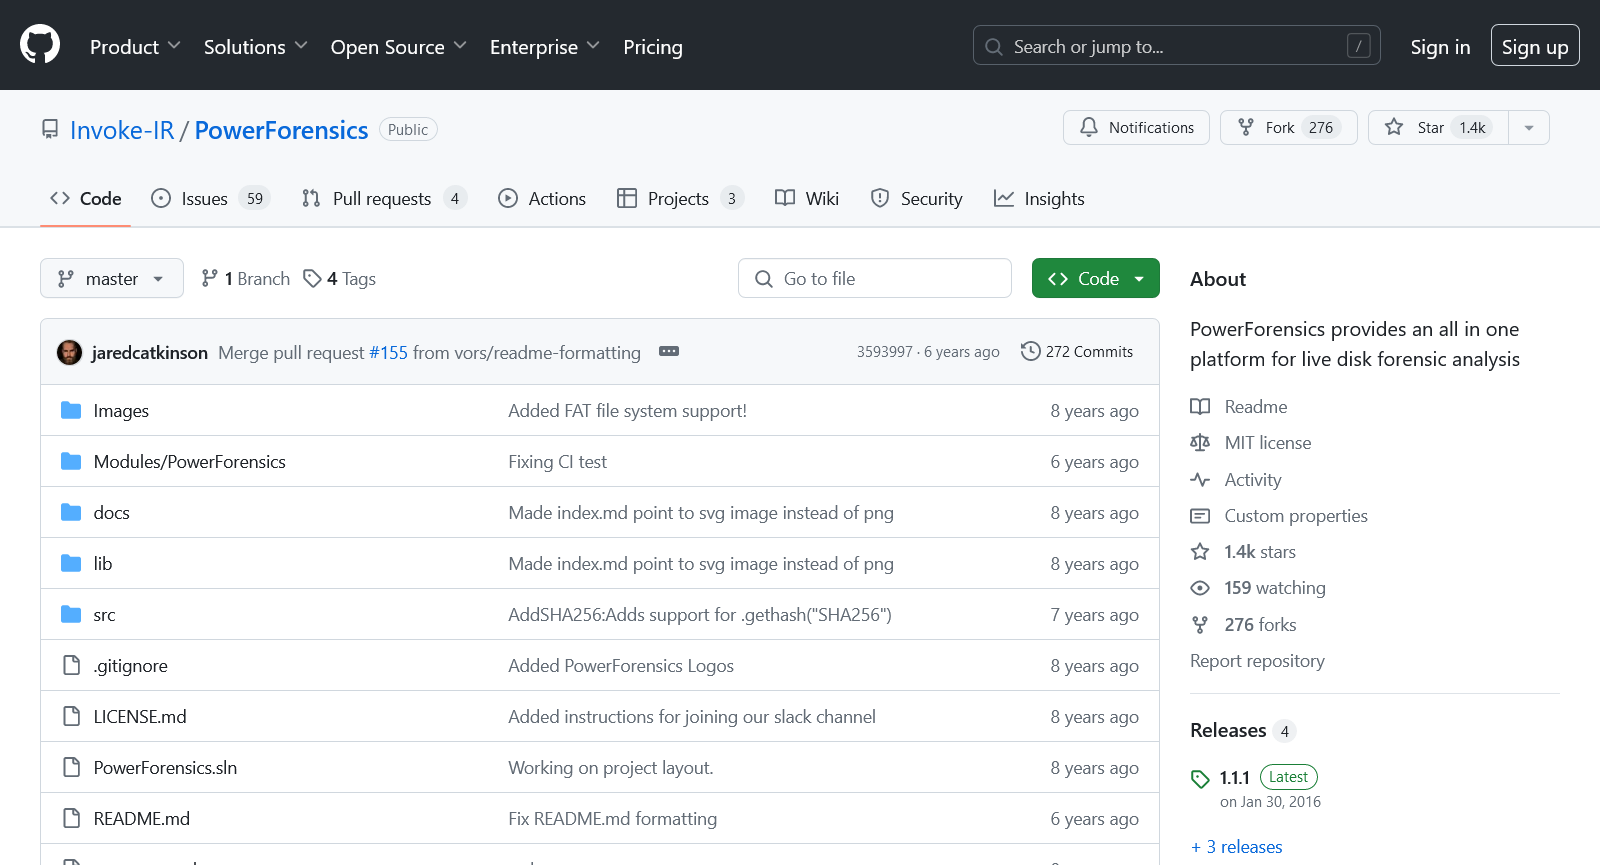 Product Solutions Open Source Enterprise Pricing Search or jump to... / Sign in Sign up
Invoke-IR / PowerForensics Public Notifications Fork 276 Star 1.4k
Code Issues 59 Pull requests 4 Actions Projects 3 Wiki Security Insights
master 1 Branch 4 Tags Go to file Code
jaredcatkinson Merge pull request #155 from vors/readme-formatting 3593997 · 6 years ago 272 Commits
Images Added FAT file system support! 8 years ago
Modules/PowerForensics Fixing CI test 6 years ago
docs Made index.md point to svg image instead of png 8 years ago
lib Made index.md point to svg image instead of png 8 years ago
src AddSHA256:Adds support for .gethash("SHA256") 7 years ago
.gitignore Added PowerForensics Logos 8 years ago
LICENSE.md Added instructions for joining our slack channel 8 years ago
PowerForensics.sln Working on project layout. 8 years ago
README.md Fix README.md formatting 6 years ago
About
PowerForensics provides an all in one
platform for live disk forensic analysis
Readme
MIT license
Activity
Custom properties
1.4k stars
159 watching
276 forks
Report repository
Releases 4
1.1.1 Latest
on Jan 30, 2016
+ 3 releases